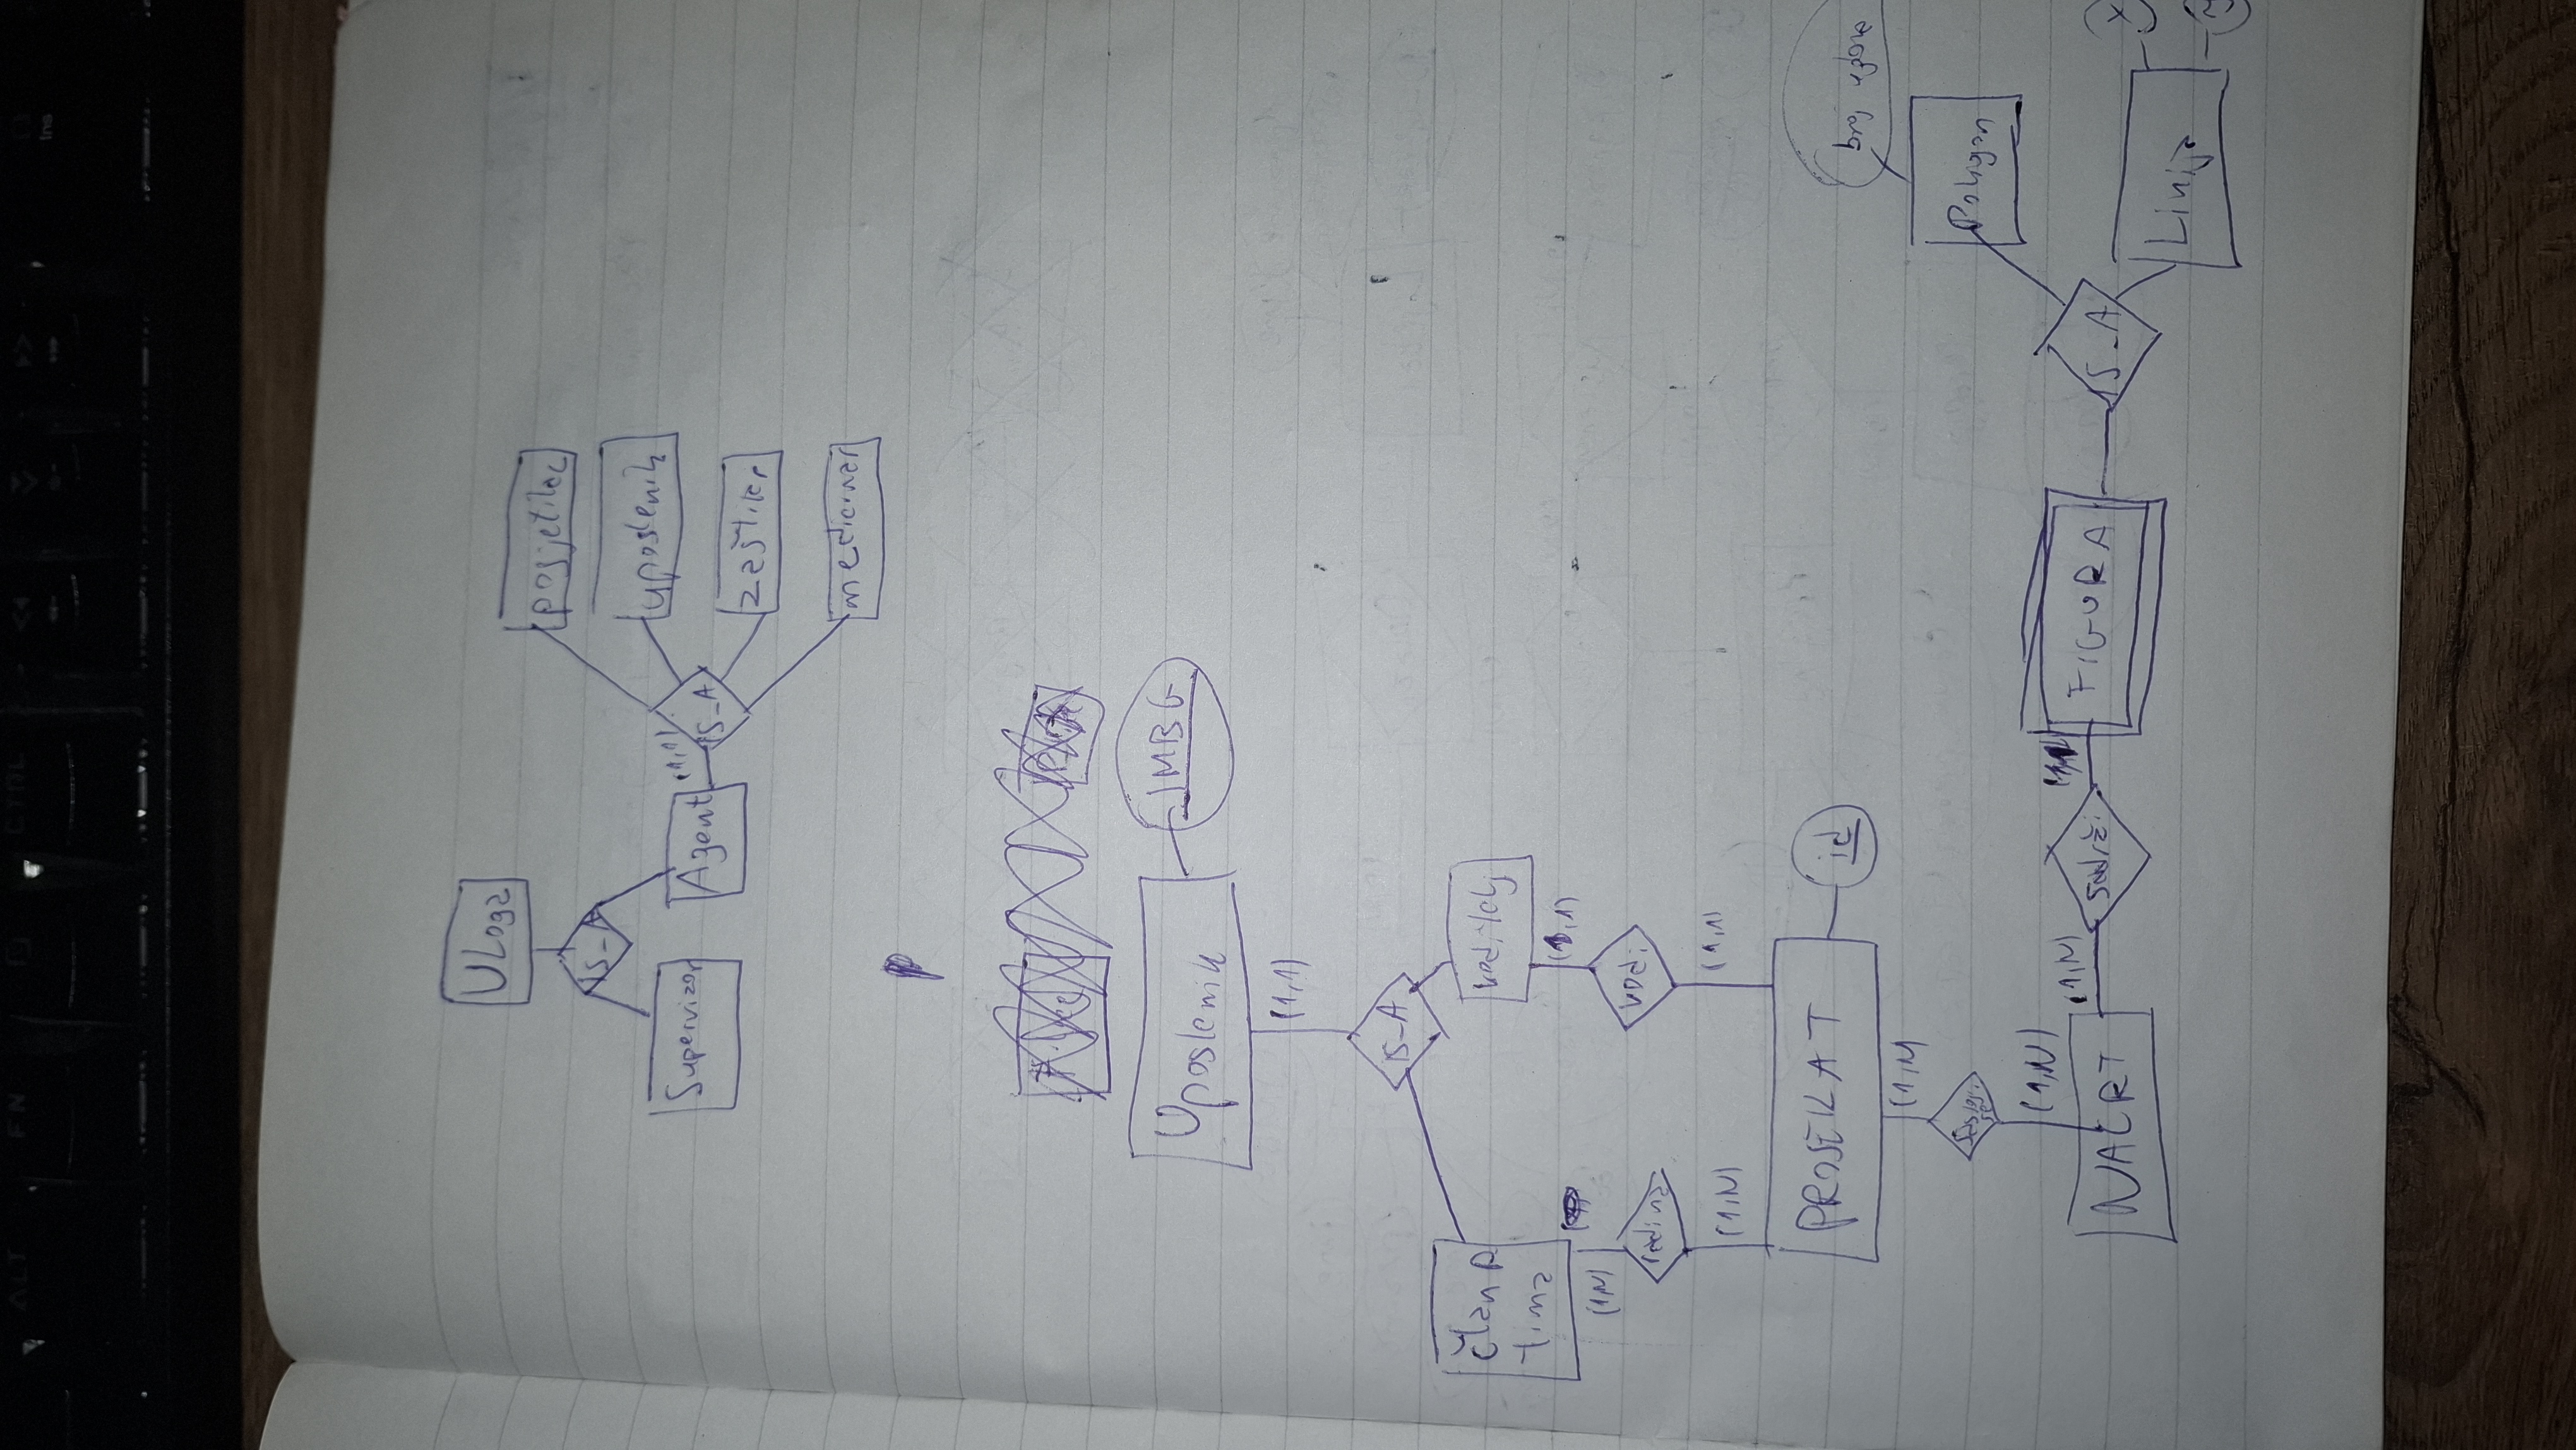 ALT
FN
CTRL
Ins
ULoga
IS_A
posjetilac
uposlenik
Supervizor
Agent
(1,1)
IS_A
zaštitar
medicinar
P
Uposlenik
JMBG
(1,1)
IS_A
član
tima
voditelj
(1,1)
(1,N)
radi na
vodi
(1,N)
(1,1)
PROJEKAT
id
(1,N)
broj uglova
Poligon
(1,N)
NACRT
(1,N)
sadrži
FIGURA
IS_A
Linija